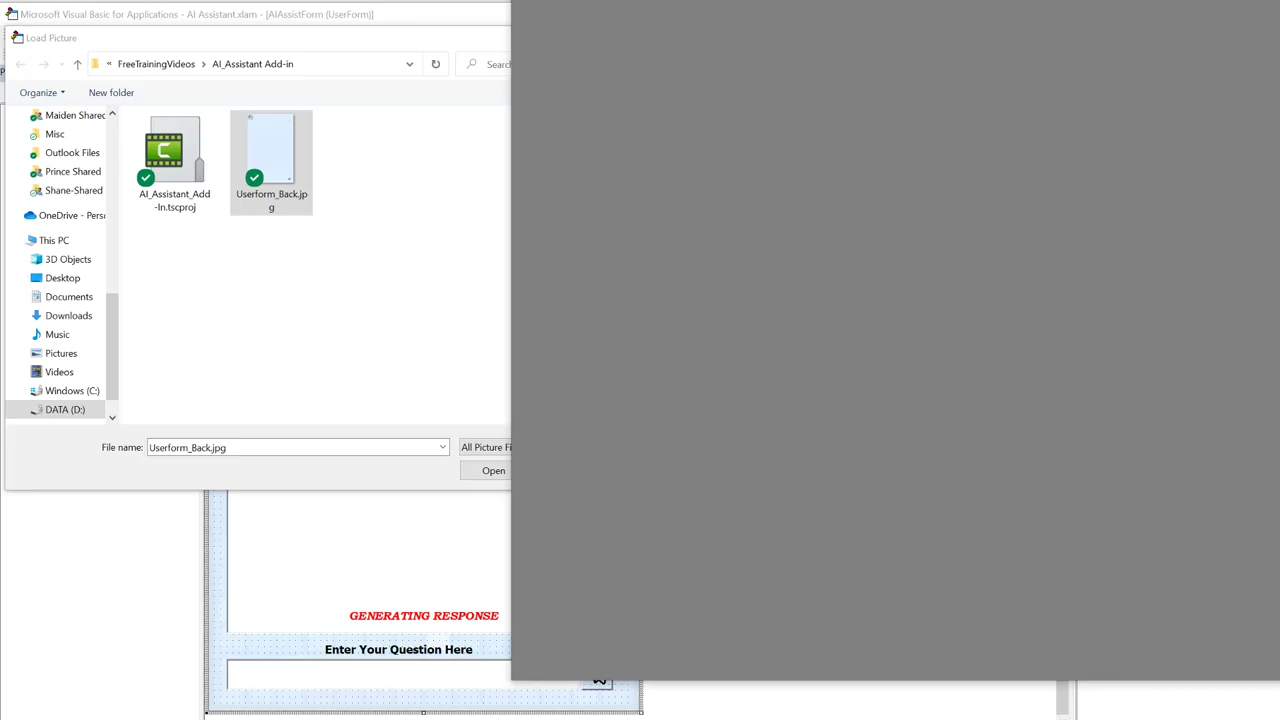 Microsoft Visual Basic for Applications - AI Assistant.xlam - [AIAssistForm (UserForm)]
Load Picture
« FreeTrainingVideos > AI_Assistant Add-in
Searc
Organize
New folder
Maiden Shared
Misc
Outlook Files
Prince Shared
Shane-Shared
OneDrive - Perso
This PC
3D Objects
Desktop
Documents
Downloads
Music
Pictures
Videos
Windows (C:)
DATA (D:)
AI_Assistant_Add
-In.tscproj
Userform_Back.jp
g
File name:
Userform_Back.jpg
All Picture Fi
Open
GENERATING RESPONSE
Enter Your Question Here